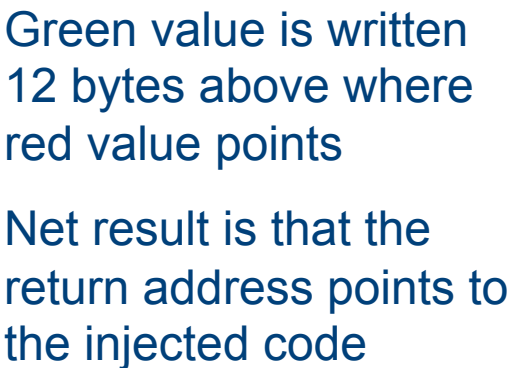 Green value is written
12 bytes above where
red value points
Net result is that the
return address points to
the injected code